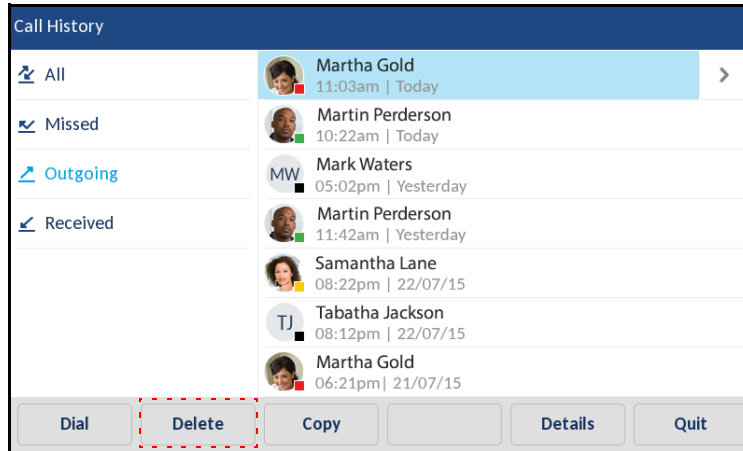 Call History
All
Missed
Outgoing
Received
Martha Gold
11:03am | Today
Martin Perderson
10:22am | Today
MW
Mark Waters
05:02pm | Yesterday
Martin Perderson
11:42am | Yesterday
Samantha Lane
08:22pm | 22/07/15
TJ
Tabatha Jackson
08:12pm | 22/07/15
Martha Gold
06:21pm| 21/07/15
Dial Delete Copy Details Quit